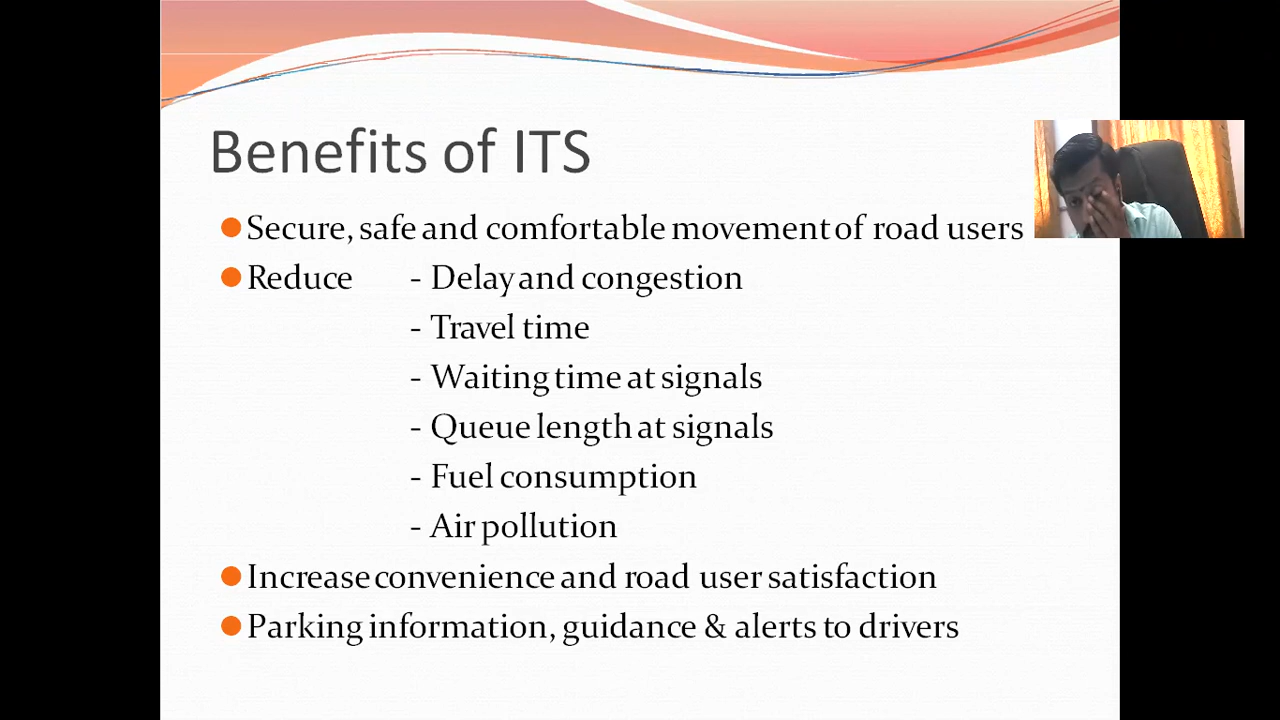 Benefits of ITS
Secure, safe and comfortable movement of road users
Reduce - Delay and congestion
- Travel time
- Waiting time at signals
- Queue length at signals
- Fuel consumption
- Air pollution
Increase convenience and road user satisfaction
Parking information, guidance & alerts to drivers